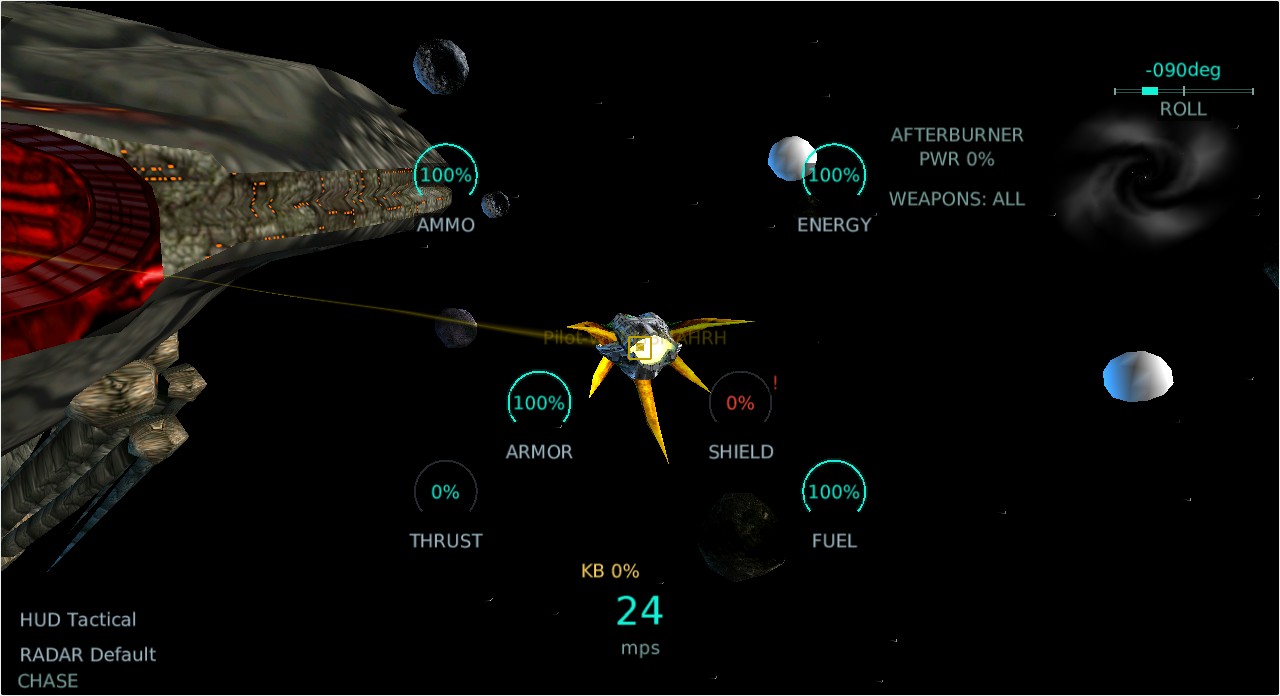 -090deg
ROLL
AFTERBURNER
PWR 0%
WEAPONS: ALL
100%
AMMO
100%
ENERGY
100%
ARMOR
!
0%
SHIELD
0%
THRUST
100%
FUEL
KB 0%
24
mps
HUD Tactical
RADAR Default
CHASE